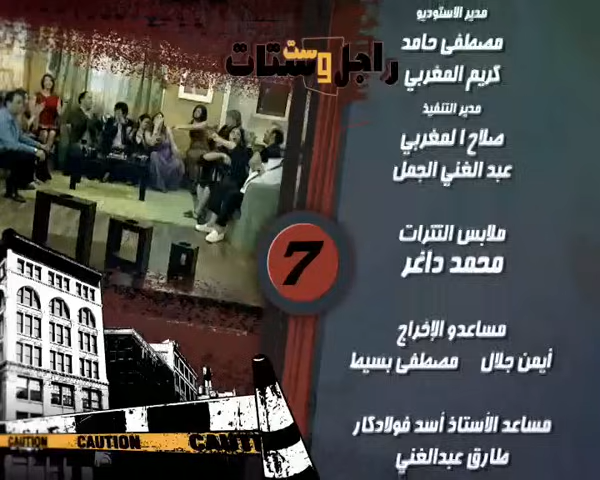 راجل وست ستات
مدير الاستوديو
مصطفى حامد
كريم المغربي
مدير التنفيذ
صلاح المغربي
عبد الغني الجمل
ملابس التترات
محمد داغر
7
مساعدو الإخراج
أيمن جلال مصطفى بسيط
مساعد الأستاذ أسد فولادكار
طارق عبدالغني
CAUTION CAUTION CAUTI